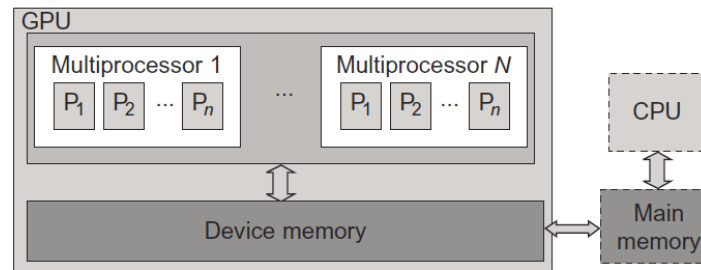 GPU
Multiprocessor 1
P1 P2 ... Pn
...
Multiprocessor N
P1 P2 ... Pn
CPU
Device memory
Main
memory